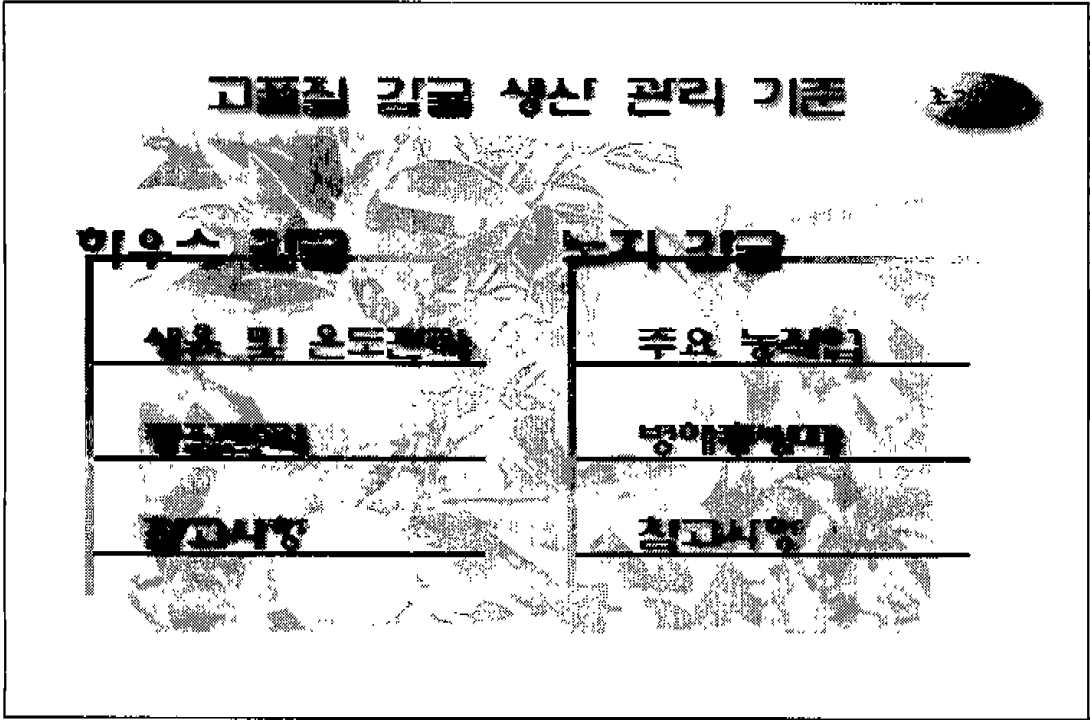 고품질 감귤 생산 관리 기준
하우스 감귤
생육 및 온도관리
참고사항
노지 감귤
주요 농작업
병해충방제
참고사항